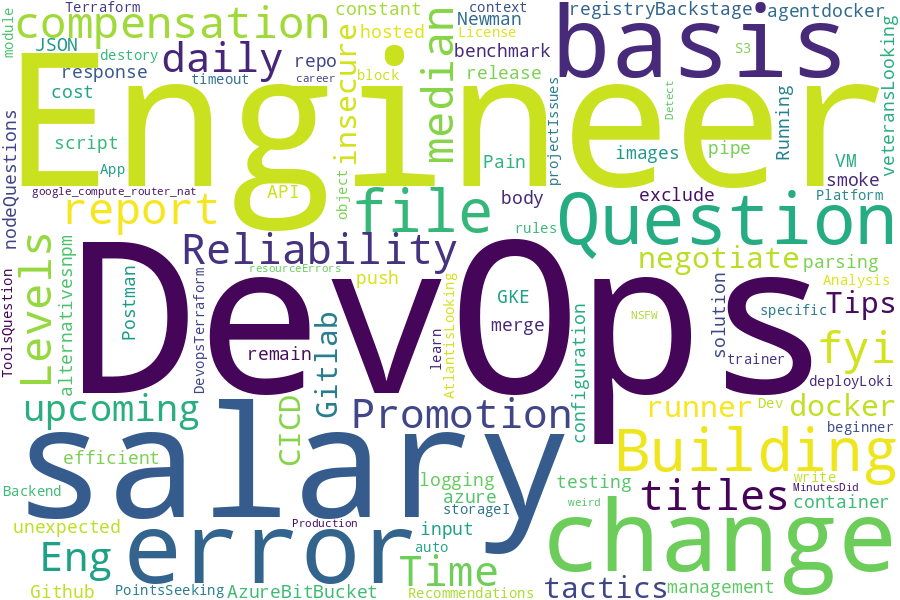 module
Terraform
compensation
constant
context
Newman
registryBackstage
agentdocker
JSON
destory
daily
repo
hosted
License
basis
S3
response
timeout
career
block
benchmark
release
cost
insecure
median
Engineer
veteransLooking
script
App
Detect
Running
Pain
projectIssues
images
pipe
VM
smoke
nodeQuestions
google_compute_router_nat
API
object
body
exclude
Platform
report
file
rules
Question
Levels
alternativesnpm
Reliability
resourceErrors
push
negotiate
parsing
Analysis
ToolsQuestion
Postman
DevopsTerraform
DevOps
GKE
merge
NSFW
solution
specific
Tips
remain
Gitlab
learn
AtlantisLooking
configuration
trainer
fyi
deployLoki
upcoming
CICD
Promotion
runner
Dev
docker
beginner
salary
efficient
Building
logging
testing
titles
write
MinutesDid
Backend
azure
storageI
weird
container
unexpected
Production
error
input
auto
change
Eng
Time
Github
PointsSeeking
AzureBitBucket
Recommendations
tactics
management